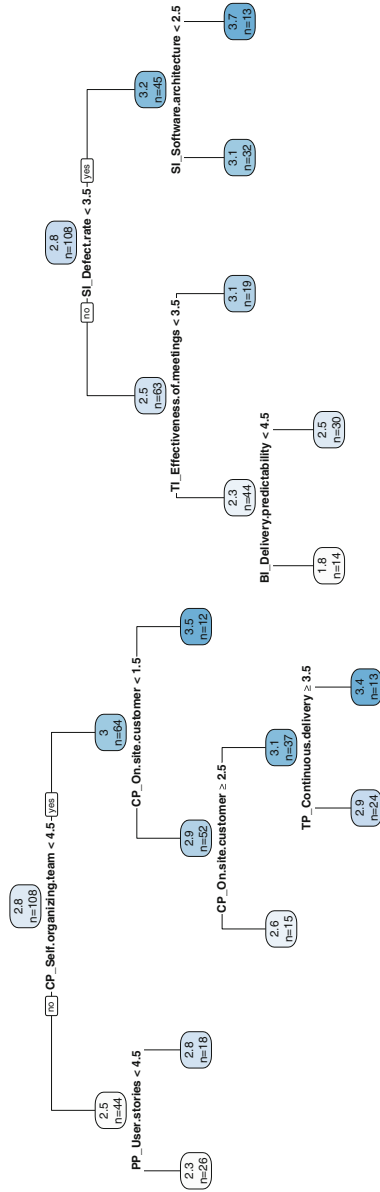 2.8
n=108
no
CP_Self.organizing.team < 4.5
yes
2.5
n=44
3
n=64
PP_User.stories < 4.5
CP_On.site.customer < 1.5
2.3
n=26
2.8
n=18
2.9
n=52
3.5
n=12
CP_On.site.customer ≥ 2.5
2.6
n=15
3.1
n=37
TP_Continuous.delivery ≥ 3.5
2.9
n=24
3.4
n=13
2.8
n=108
no
SI_Defect.rate < 3.5
yes
2.5
n=63
3.2
n=45
TI_Effectiveness.of.meetings < 3.5
SI_Software.architecture < 2.5
2.3
n=44
3.1
n=19
3.1
n=32
3.7
n=13
BI_Delivery.predictability < 4.5
1.8
n=14
2.5
n=30